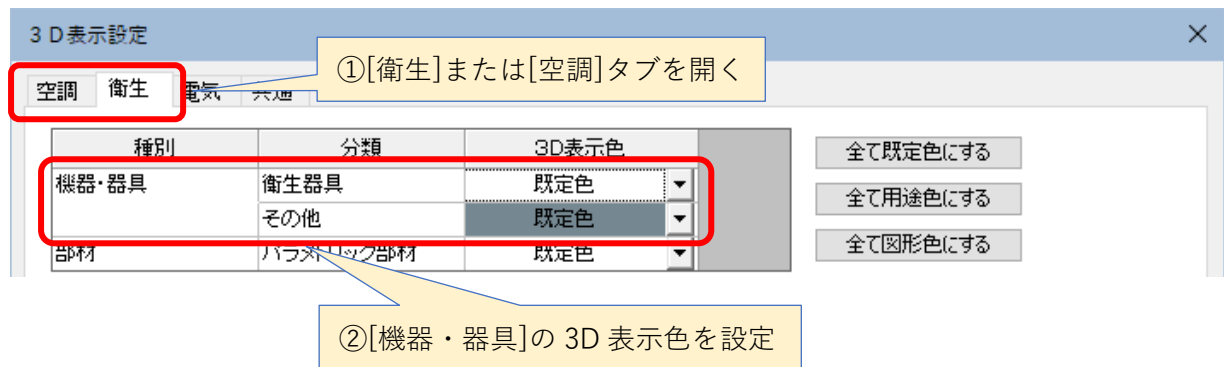 3D表示設定
①[衛生]または[空調]タブを開く
空調 衛生 電気 共通
種別 分類 3D表示色
機器・器具 衛生器具 既定色
その他 既定色
部材 パラメトリック部材 既定色
全て既定色にする
全て用途色にする
全て図形色にする
②[機器・器具]の 3D 表示色を設定